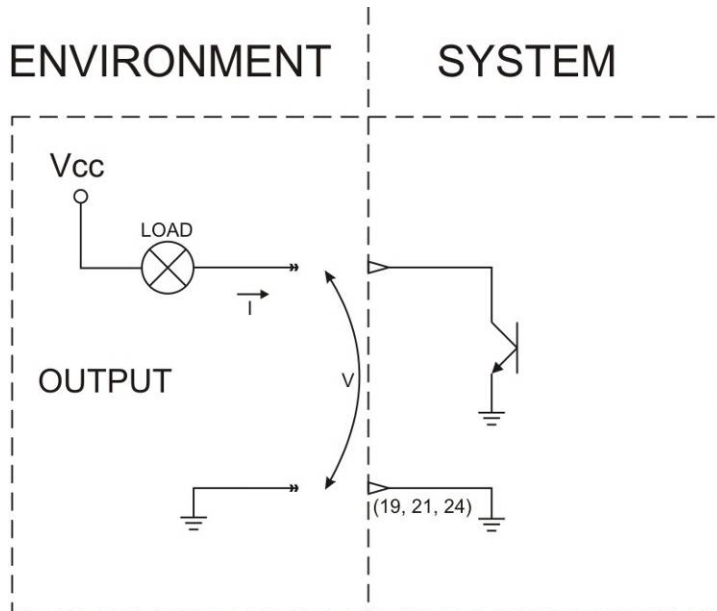 ENVIRONMENT
SYSTEM
Vcc
LOAD
I
OUTPUT
V
(19, 21, 24)